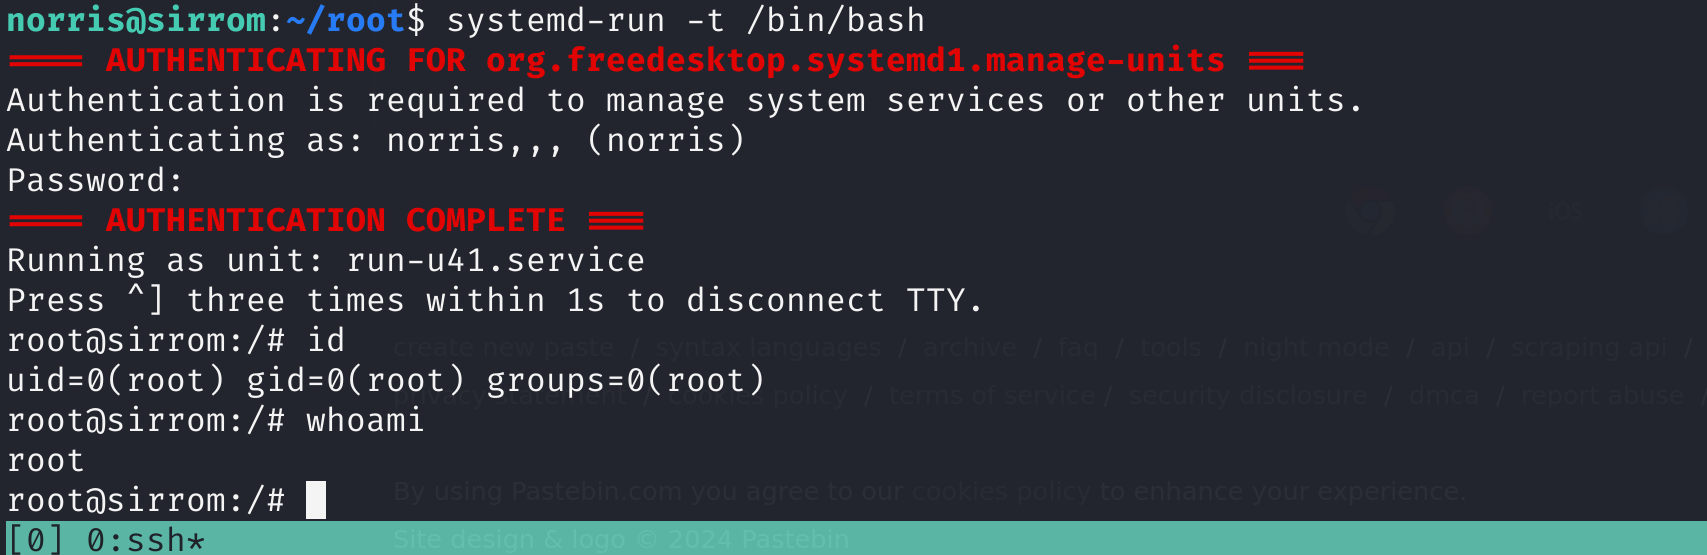 norris@sirrom:~/root$ systemd-run -t /bin/bash
==== AUTHENTICATING FOR org.freedesktop.systemd1.manage-units ===
Authentication is required to manage system services or other units.
Authenticating as: norris,,, (norris)
Password:
==== AUTHENTICATION COMPLETE ===
Running as unit: run-u41.service
Press ^] three times within 1s to disconnect TTY.
root@sirrom:/# id
create new paste / syntax languages / archive / faq / tools / night mode / api / scraping api /
uid=0(root) gid=0(root) groups=0(root)
privacy statement / cookies policy / terms of service / security disclosure / dmca / report abuse /
root@sirrom:/# whoami
root
root@sirrom:/#
By using Pastebin.com you agree to our cookies policy to enhance your experience.
[0] 0:ssh*
Site design & logo © 2024 Pastebin
iOS